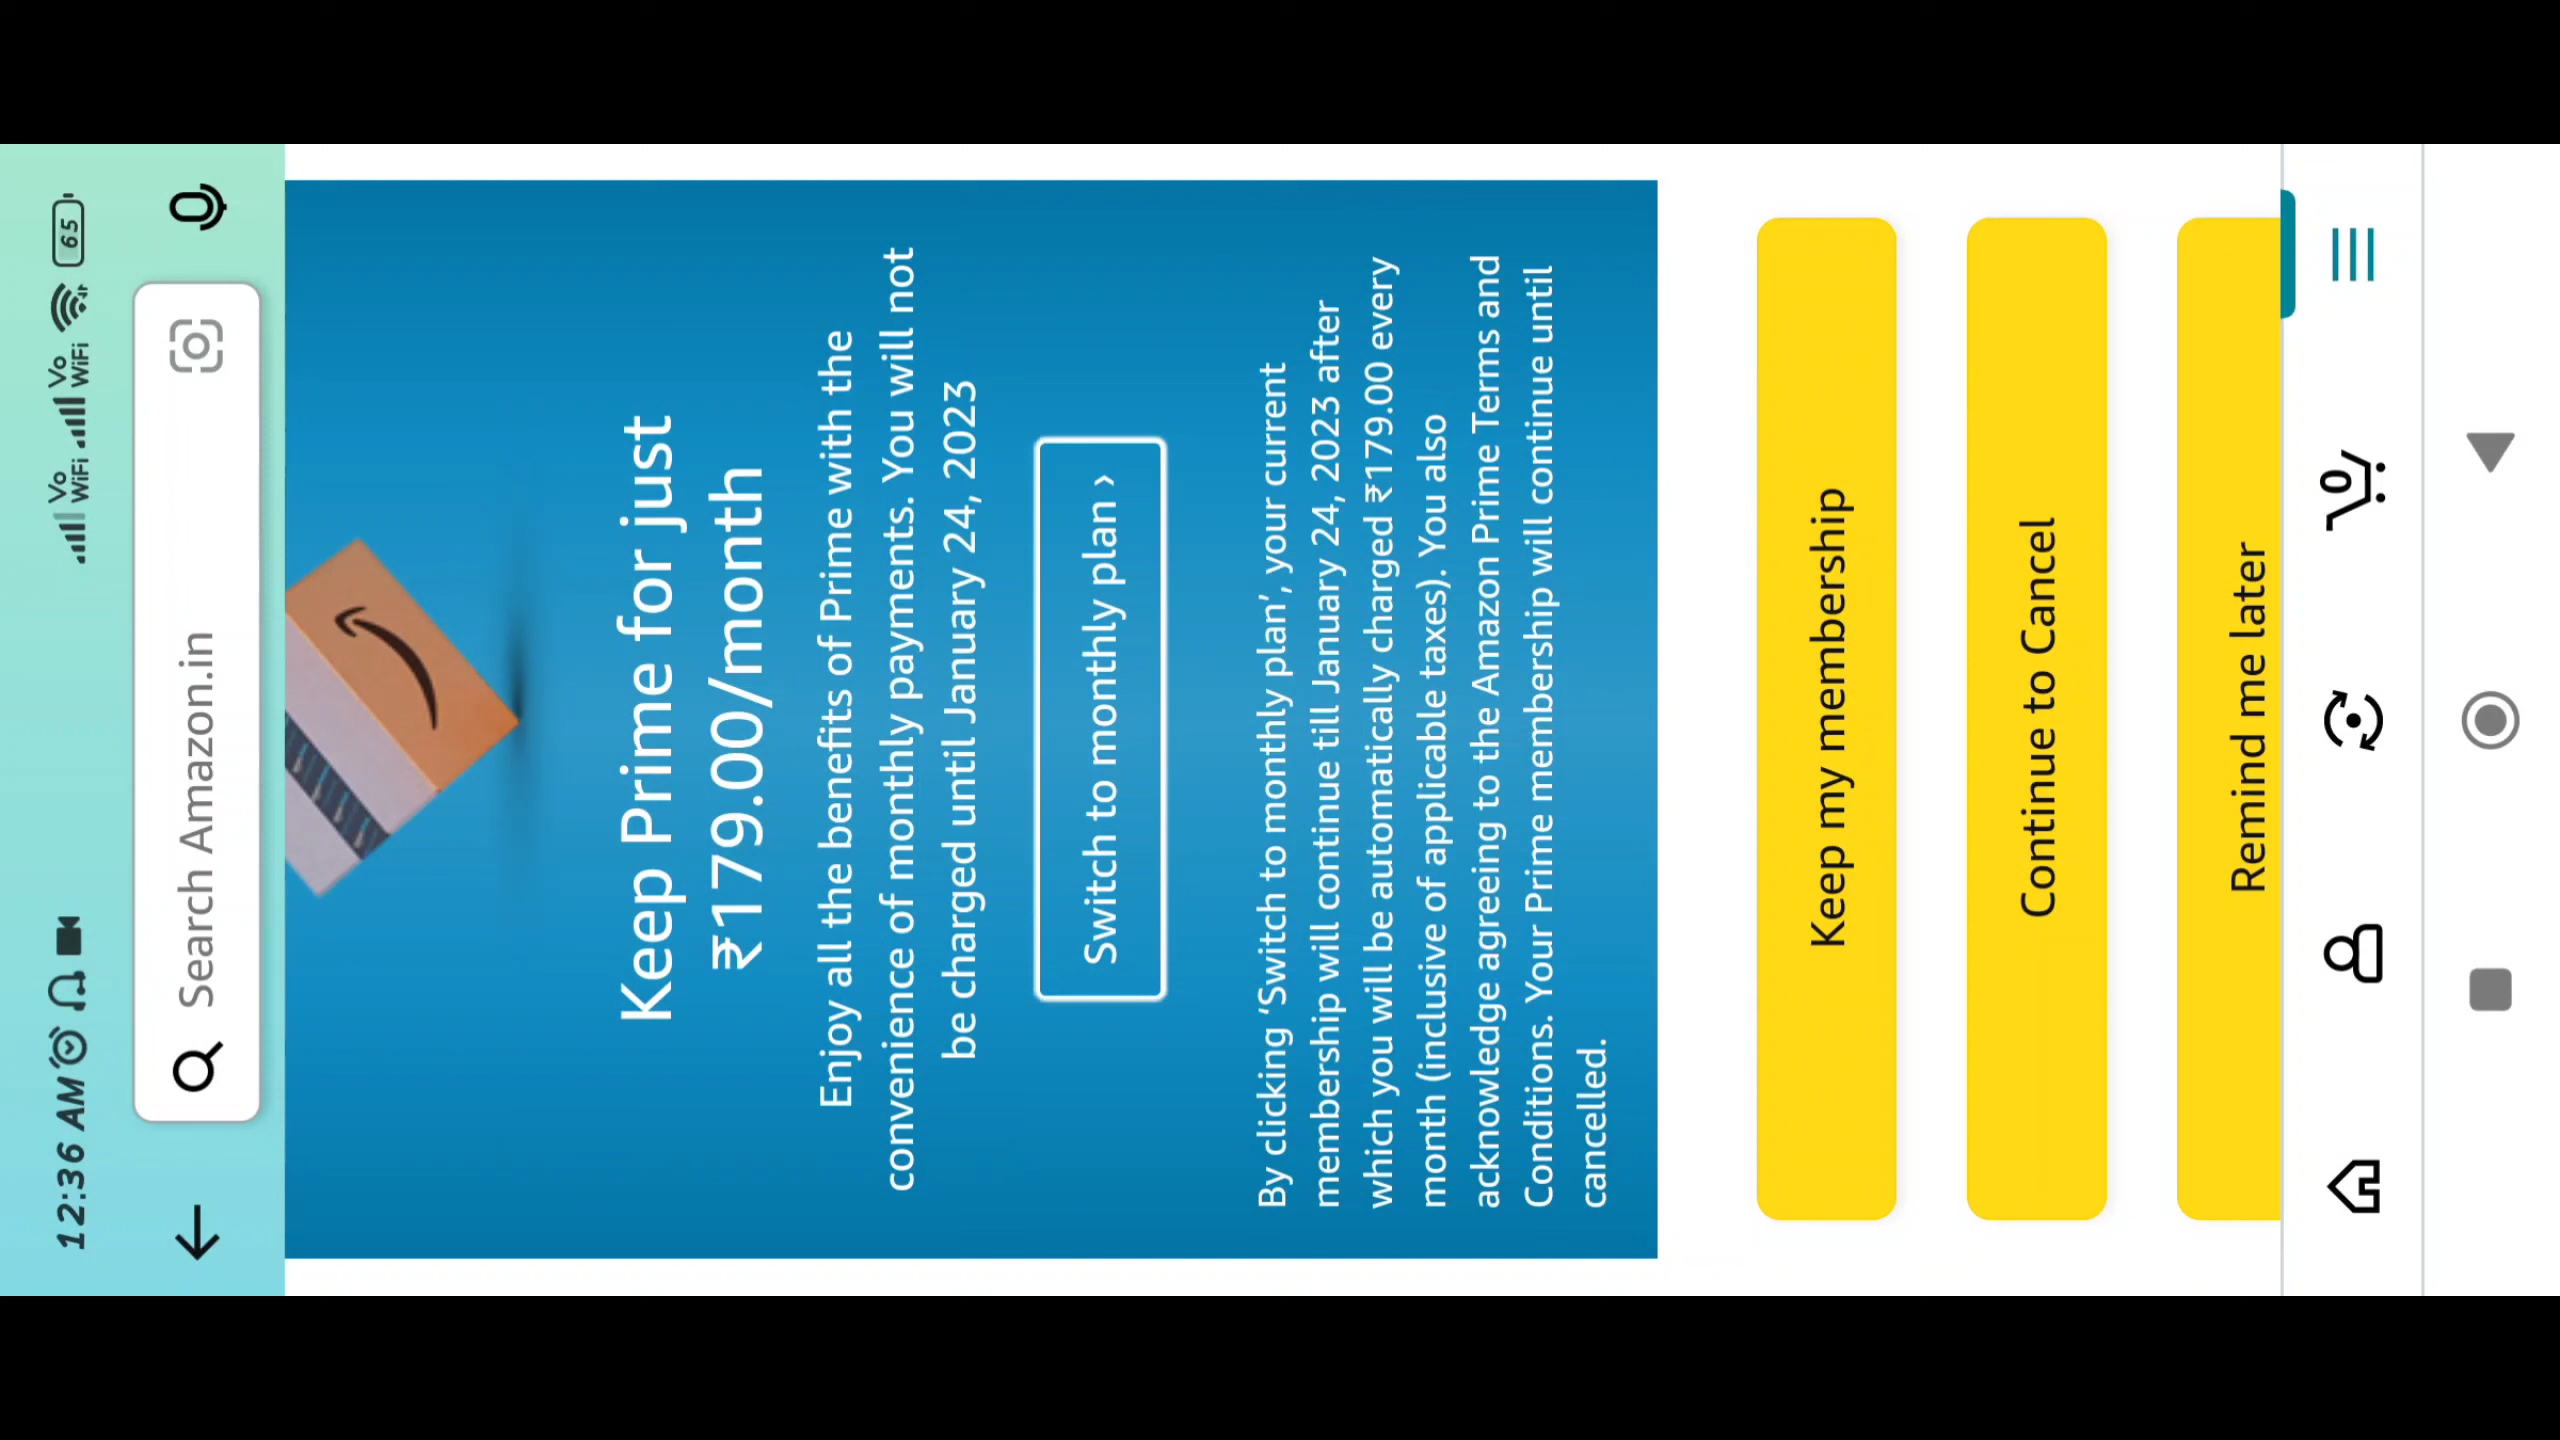 12:36 AM
Vo WiFi
Vo WiFi
65
Search Amazon.in
Keep Prime for just
₹179.00/month
Enjoy all the benefits of Prime with the
convenience of monthly payments. You will not
be charged until January 24, 2023
Switch to monthly plan ›
By clicking ‘Switch to monthly plan’, your current
membership will continue till January 24, 2023 after
which you will be automatically charged ₹179.00 every
month (inclusive of applicable taxes). You also
acknowledge agreeing to the Amazon Prime Terms and
Conditions. Your Prime membership will continue until
cancelled.
Keep my membership
Continue to Cancel
Remind me later
0